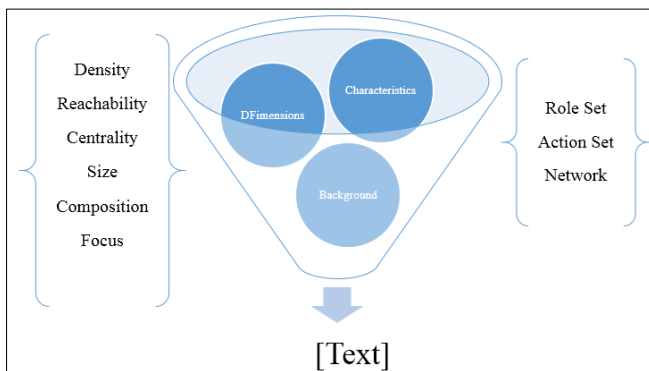 Density
Reachability
Centrality
Size
Composition
Focus
DFimensions
Characteristics
Background
Role Set
Action Set
Network
[Text]